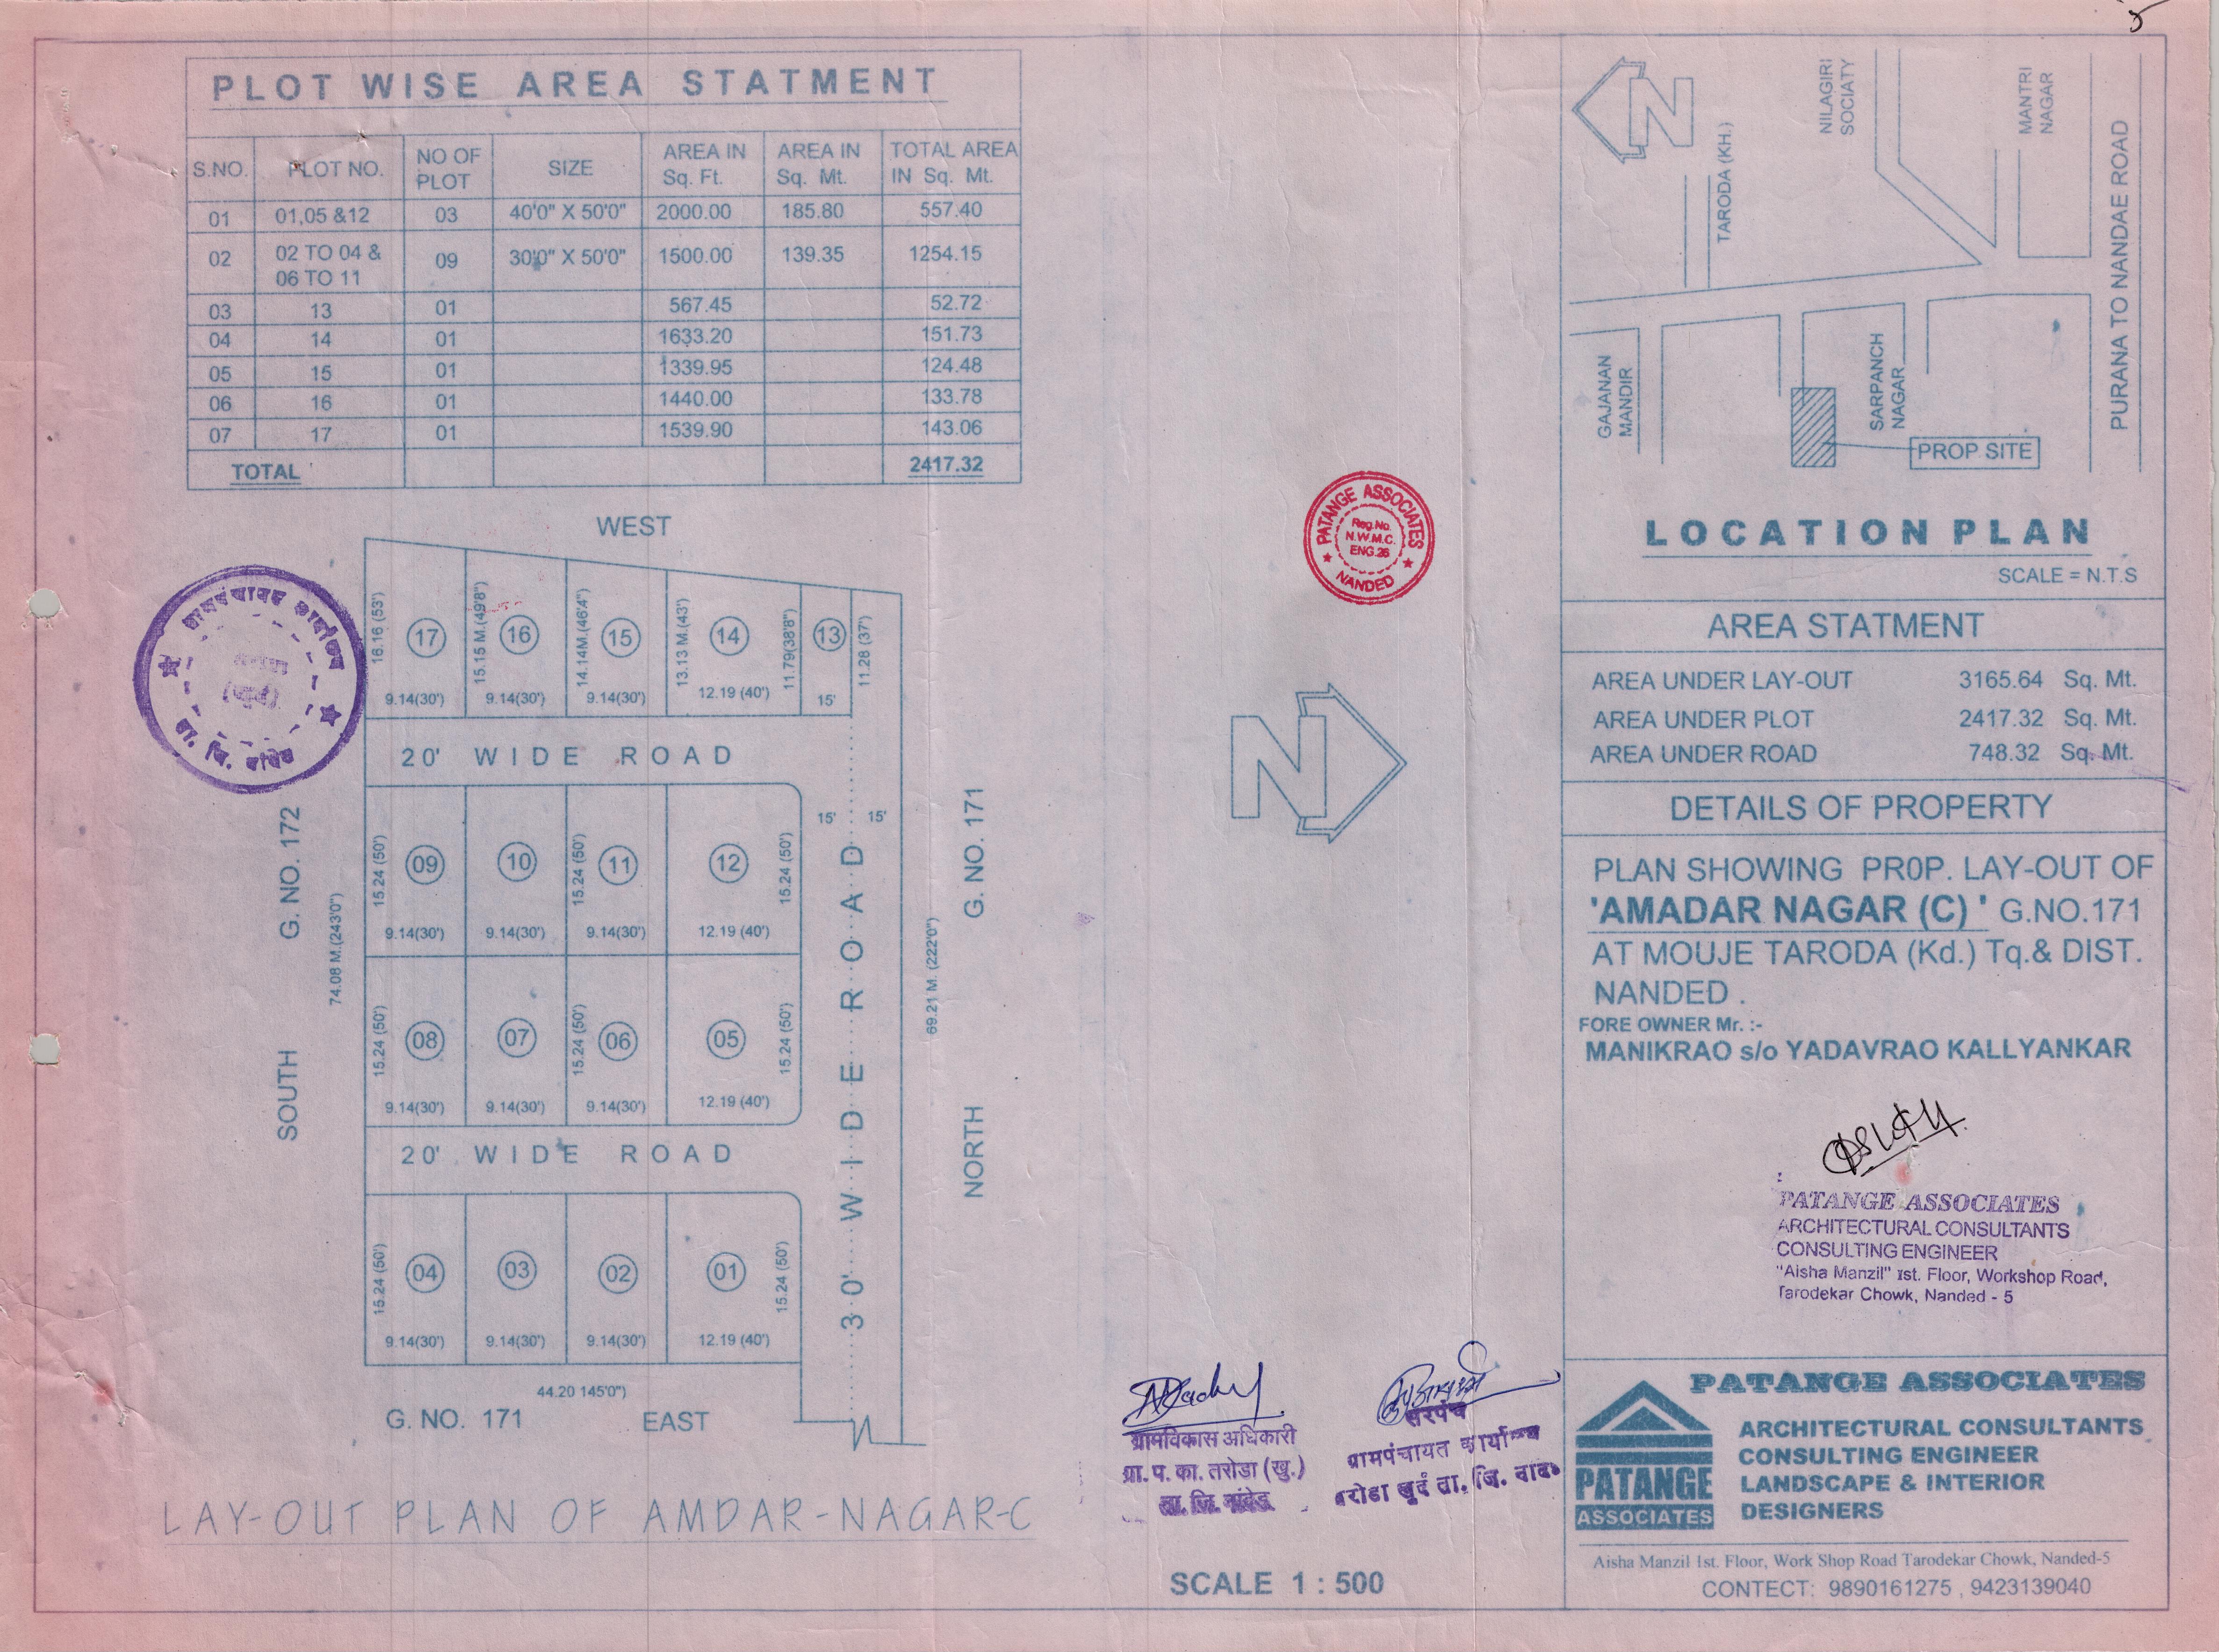 5
PLOT WISE AREA STATMENT
S.NO. PLOT NO. NO OF PLOT SIZE AREA IN Sq. Ft. AREA IN Sq. Mt. TOTAL AREA IN Sq. Mt.
01 01,05 &12 03 40'0" X 50'0" 2000.00 185.80 557.40
02 02 TO 04 & 06 TO 11 09 30'0" X 50'0" 1500.00 139.35 1254.15
03 13 01 567.45 52.72
04 14 01 1633.20 151.73
05 15 01 1339.95 124.48
06 16 01 1440.00 133.78
07 17 01 1539.90 143.06
TOTAL 2417.32
WEST
16.16 (53')
17
15.15 M.(49'8")
16
14.14M.(46'4")
15
13.13 M.(43')
14
11.79(38'8")
13
11.28 (37')
9.14(30') 9.14(30') 9.14(30') 12.19 (40') 15'
20' WIDE ROAD
15' 15'
15.24 (50')
09
10
15.24 (50')
11
12
15.24 (50')
9.14(30') 9.14(30') 9.14(30') 12.19 (40')
15.24 (50')
08
07
15.24 (50')
06
05
15.24 (50')
9.14(30') 9.14(30') 9.14(30') 12.19 (40')
20' WIDE ROAD
15.24 (50')
04
03
02
01
15.24 (50')
9.14(30') 9.14(30') 9.14(30') 12.19 (40')
30' WIDE ROAD
44.20 145'0")
G. NO. 171 EAST
SOUTH G. NO. 172
74.08 M.(243'0")
69.21 M. (222'0")
NORTH G. NO. 171
LAY-OUT PLAN OF AMDAR-NAGAR-C
N
PATANGE ASSOCIATES
Reg.No.
N.W.M.C.
ENG.26
NANDED
ग्रामविकास अधिकारी
ग्रा. प. का. तरोडा (खु.)
ता. जि. नांदेड
सरपंच
ग्रामपंचायत
ता. जि.
SCALE 1 : 500
N
TARODA (KH.)
NILAGIRI
SOCIATY
MANTRI
NAGAR
PURANA TO NANDAE ROAD
GAJANAN
MANDIR
SARPANCH
NAGAR
PROP SITE
LOCATION PLAN
SCALE = N.T.S
AREA STATMENT
AREA UNDER LAY-OUT 3165.64 Sq. Mt.
AREA UNDER PLOT 2417.32 Sq. Mt.
AREA UNDER ROAD 748.32 Sq. Mt.
DETAILS OF PROPERTY
PLAN SHOWING PR0P. LAY-OUT OF
'AMADAR NAGAR (C) ' G.NO.171
AT MOUJE TARODA (Kd.) Tq.& DIST.
NANDED .
FORE OWNER Mr. :-
MANIKRAO s/o YADAVRAO KALLYANKAR
PATANGE ASSOCIATES
ARCHITECTURAL CONSULTANTS
CONSULTING ENGINEER
"Aisha Manzil" Ist. Floor, Workshop Road,
Tarodekar Chowk, Nanded - 5
PATANGE ASSOCIATES
PATANGE
ASSOCIATES
ARCHITECTURAL CONSULTANTS
CONSULTING ENGINEER
LANDSCAPE & INTERIOR
DESIGNERS
Aisha Manzil Ist. Floor, Work Shop Road Tarodekar Chowk, Nanded-5
CONTECT: 9890161275 , 9423139040